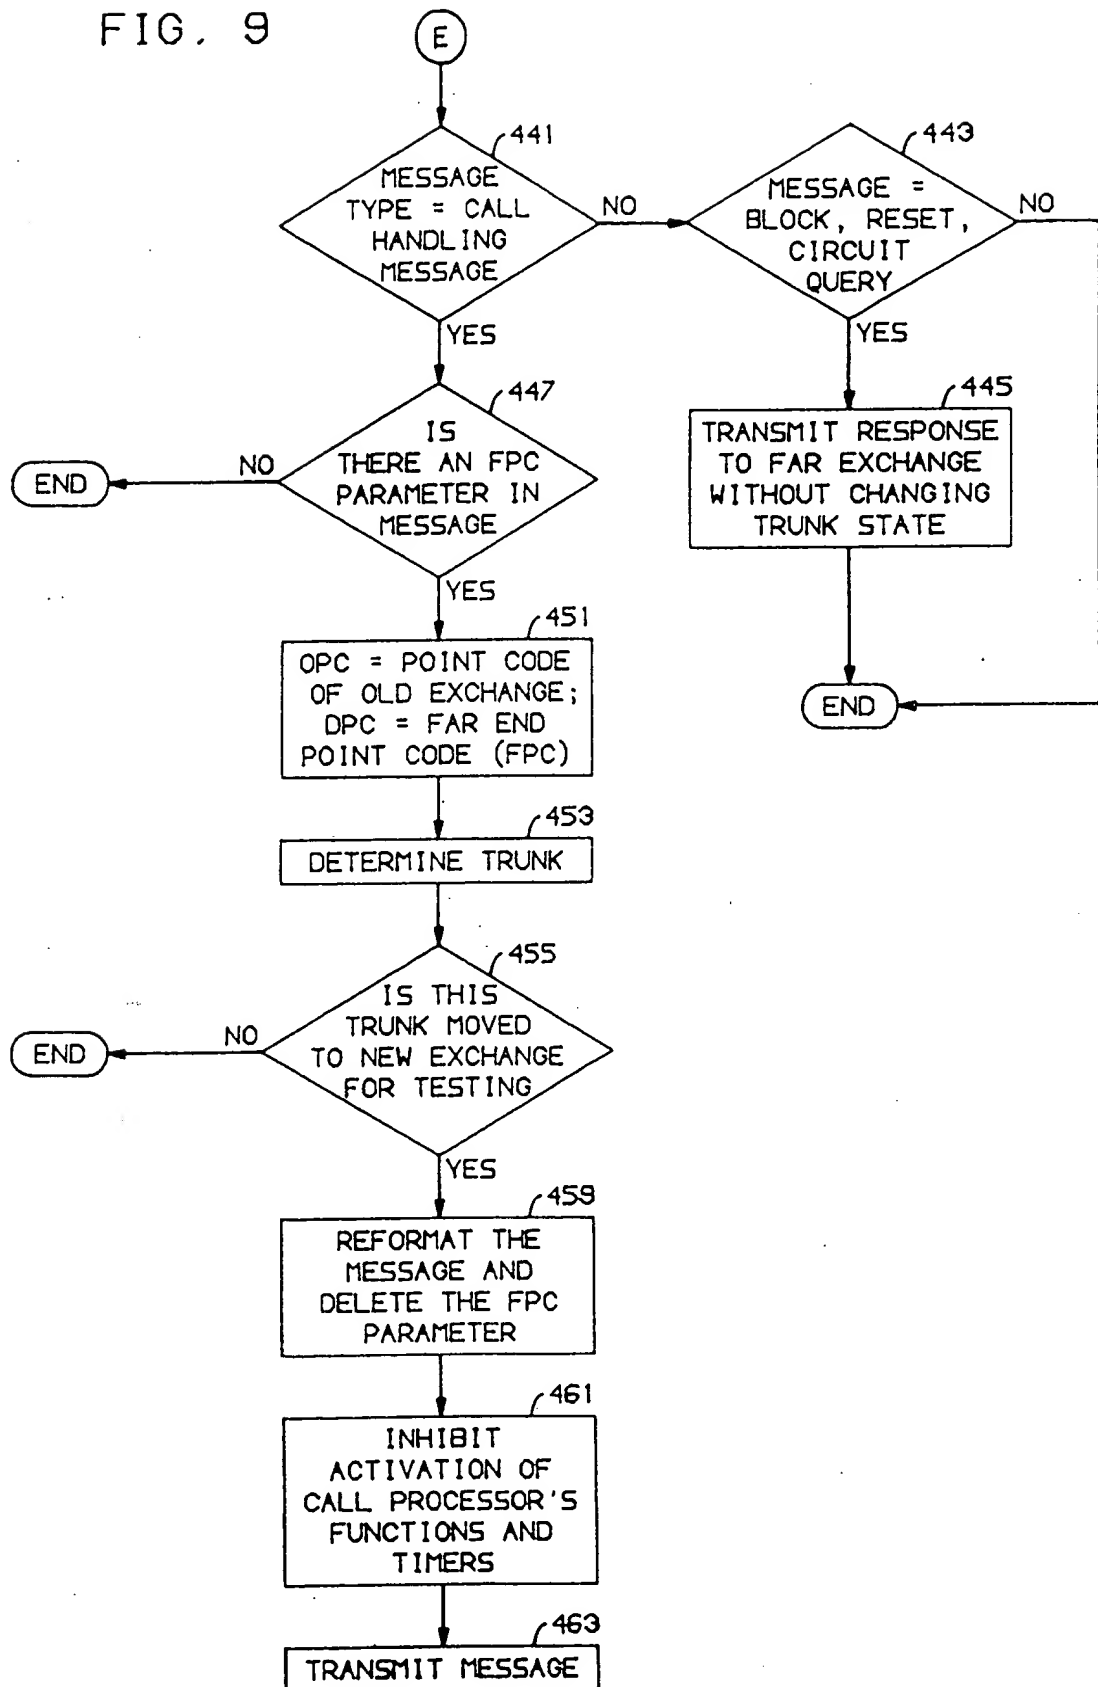 FIG. 9
E
441
MESSAGE
TYPE = CALL
HANDLING
MESSAGE
NO
YES
443
MESSAGE =
BLOCK, RESET,
CIRCUIT
QUERY
NO
YES
445
TRANSMIT RESPONSE
TO FAR EXCHANGE
WITHOUT CHANGING
TRUNK STATE
END
447
IS
THERE AN FPC
PARAMETER IN
MESSAGE
NO
END
YES
451
OPC = POINT CODE
OF OLD EXCHANGE;
DPC = FAR END
POINT CODE (FPC)
453
DETERMINE TRUNK
455
IS THIS
TRUNK MOVED
TO NEW EXCHANGE
FOR TESTING
NO
END
YES
459
REFORMAT THE
MESSAGE AND
DELETE THE FPC
PARAMETER
461
INHIBIT
ACTIVATION OF
CALL PROCESSOR'S
FUNCTIONS AND
TIMERS
463
TRANSMIT MESSAGE